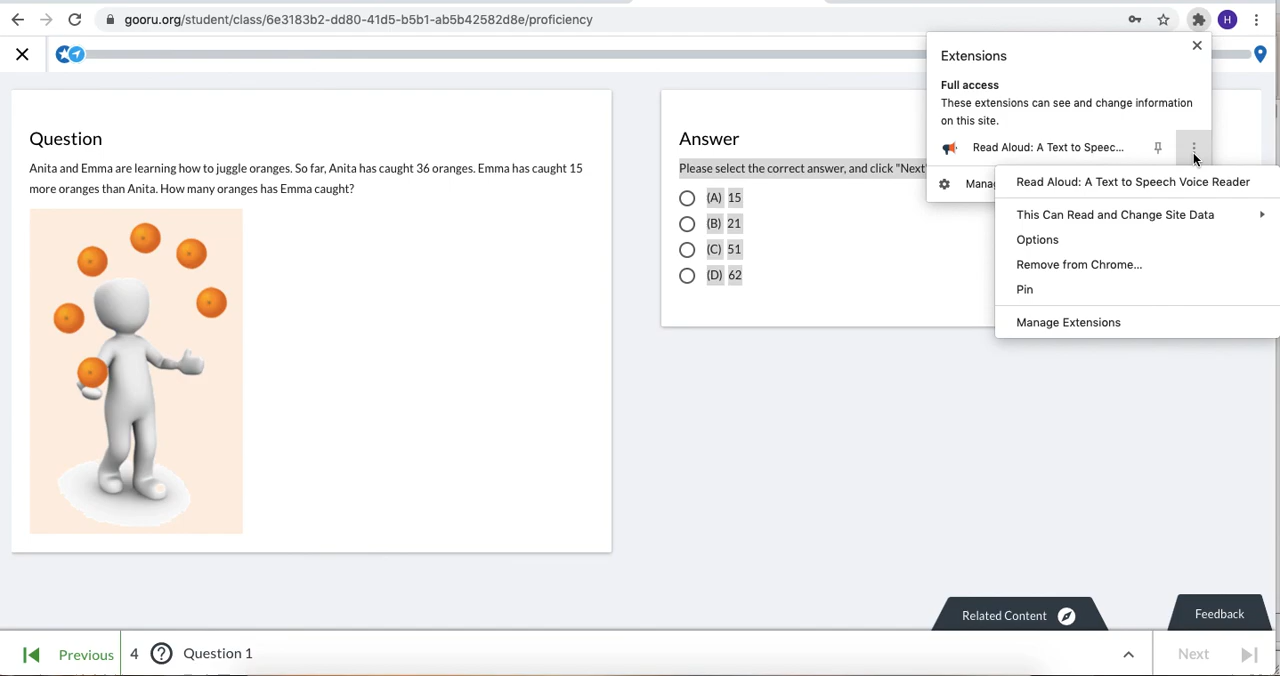 gooru.org/student/class/6e3183b2-dd80-41d5-b5b1-ab5b42582d8e/proficiency
H
Extensions
Full access
These extensions can see and change information
on this site.
Read Aloud: A Text to Speec...
Read Aloud: A Text to Speech Voice Reader
This Can Read and Change Site Data
Options
Remove from Chrome...
Pin
Manage Extensions
Question
Anita and Emma are learning how to juggle oranges. So far, Anita has caught 36 oranges. Emma has caught 15
more oranges than Anita. How many oranges has Emma caught?
Answer
Please select the correct answer, and click "Next"
(A) 15
(B) 21
(C) 51
(D) 62
Related Content
Feedback
Previous
4 ? Question 1
Next